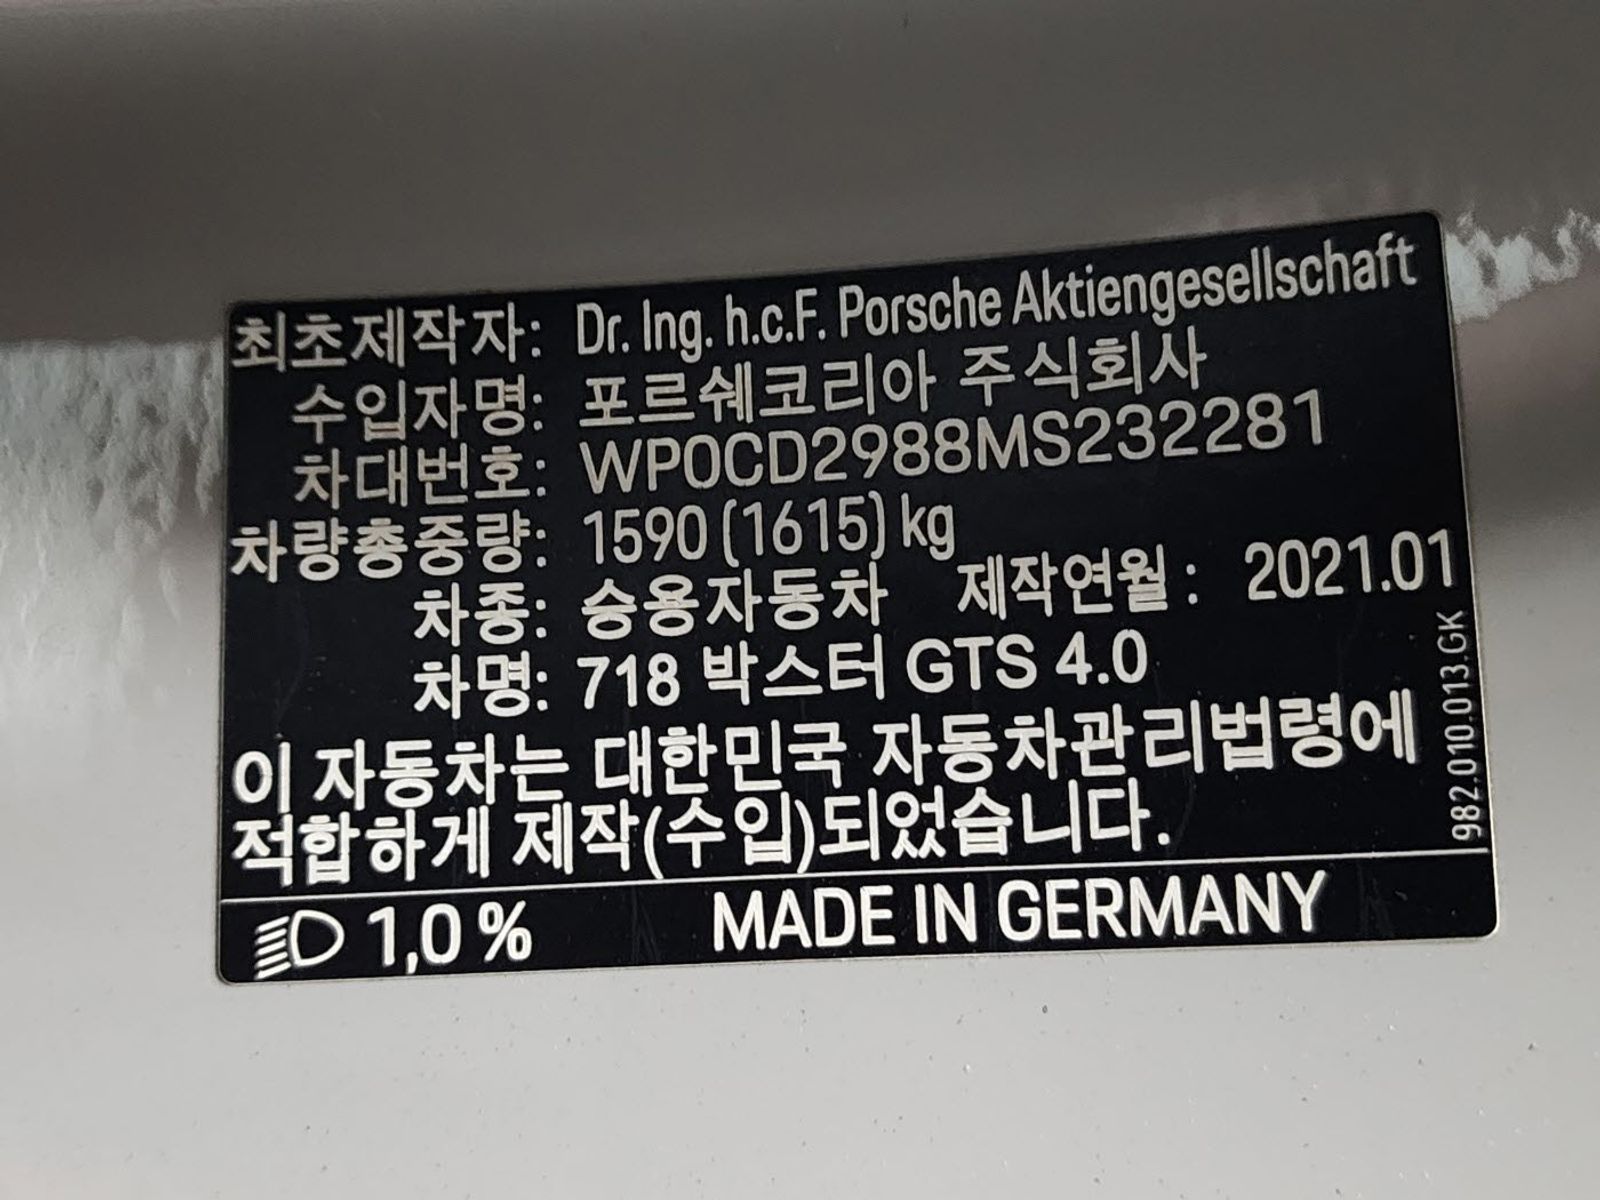 최초제작자: Dr. Ing. h.c.F. Porsche Aktiengesellschaft
수입자명: 포르쉐코리아 주식회사
차대번호: WP0CD2988MS232281
차량총중량: 1590 (1615) kg
차종: 승용자동차 제작연월 : 2021.01
차명: 718 박스터 GTS 4.0
이 자동차는 대한민국 자동차관리법령에
적합하게 제작(수입)되었습니다.
982.010.013.GK
1,0 % MADE IN GERMANY